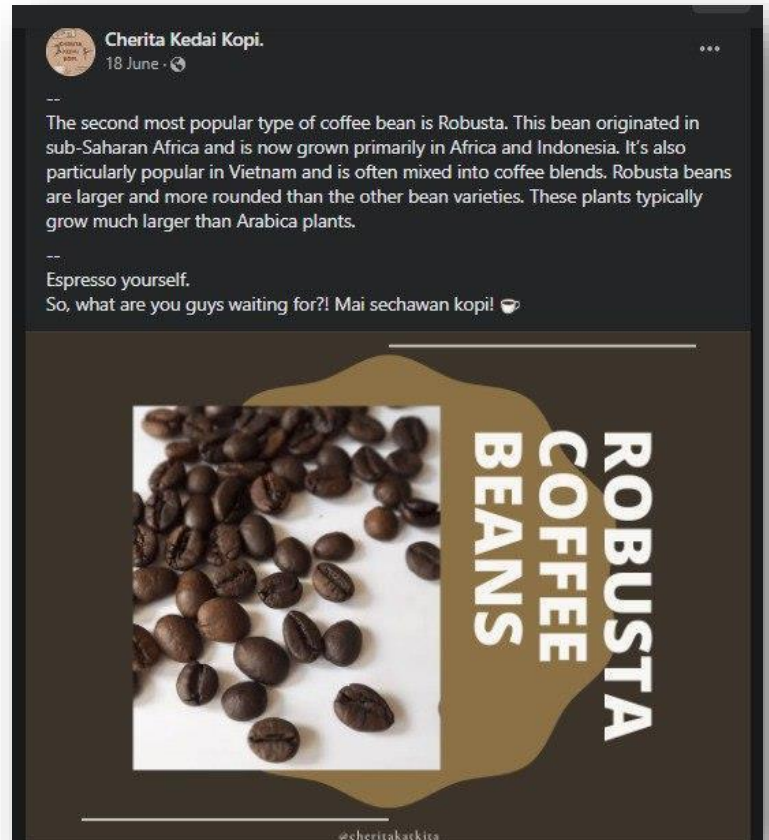 Cherita Kedai Kopi.
18 June ·
--
The second most popular type of coffee bean is Robusta. This bean originated in
sub-Saharan Africa and is now grown primarily in Africa and Indonesia. It's also
particularly popular in Vietnam and is often mixed into coffee blends. Robusta beans
are larger and more rounded than the other bean varieties. These plants typically
grow much larger than Arabica plants.
--
Espresso yourself.
So, what are you guys waiting for?! Mai sechawan kopi! ☕
ROBUSTA
COFFEE
BEANS
@cheritakatkita